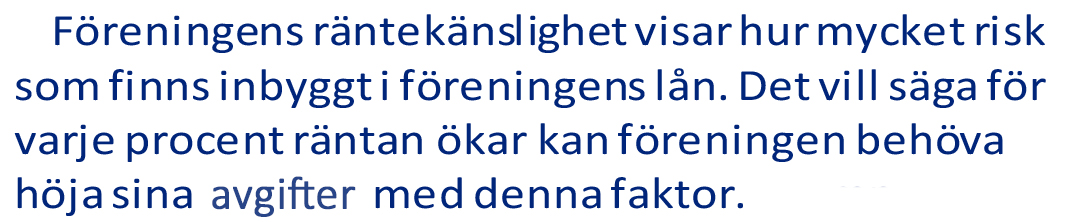 Föreningens räntekänslighet visar hur mycket risk
som finns inbyggt i föreningens lån. Det vill säga för
varje procent räntan ökar kan föreningen behöva
höja sina avgifter med denna faktor.